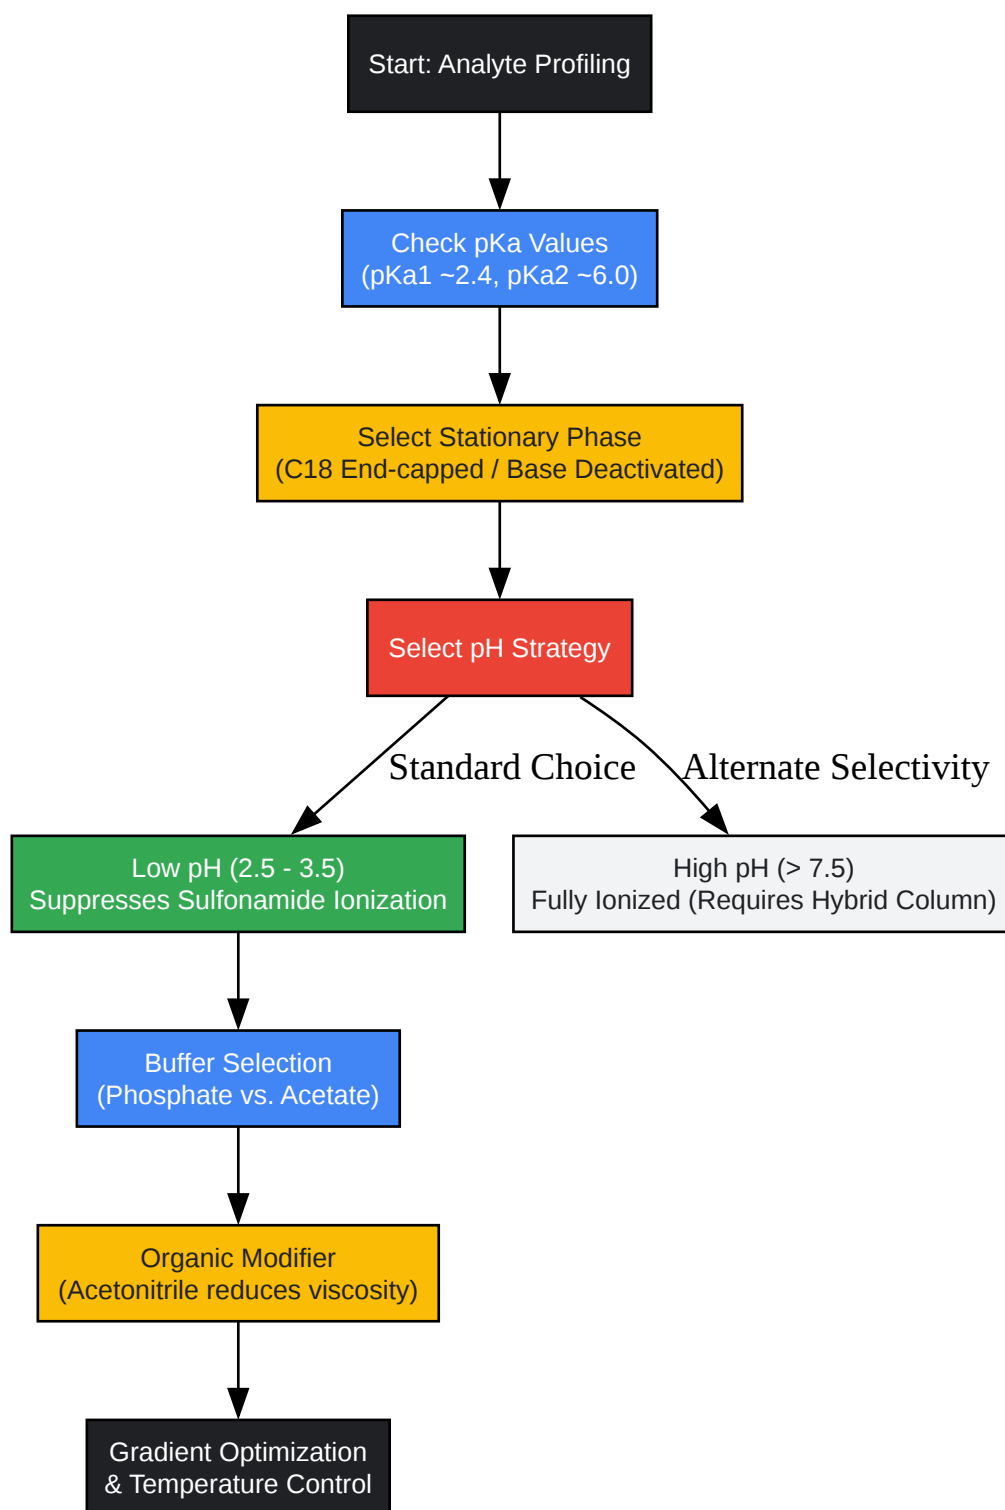 Start: Analyte Profiling
Check pKa Values
(pKa1 ~2.4, pKa2 ~6.0)
Select Stationary Phase
(C18 End-capped / Base Deactivated)
Select pH Strategy
Standard Choice
Alternate Selectivity
Low pH (2.5 - 3.5)
Suppresses Sulfonamide Ionization
High pH (> 7.5)
Fully Ionized (Requires Hybrid Column)
Buffer Selection
(Phosphate vs. Acetate)
Organic Modifier
(Acetonitrile reduces viscosity)
Gradient Optimization
& Temperature Control